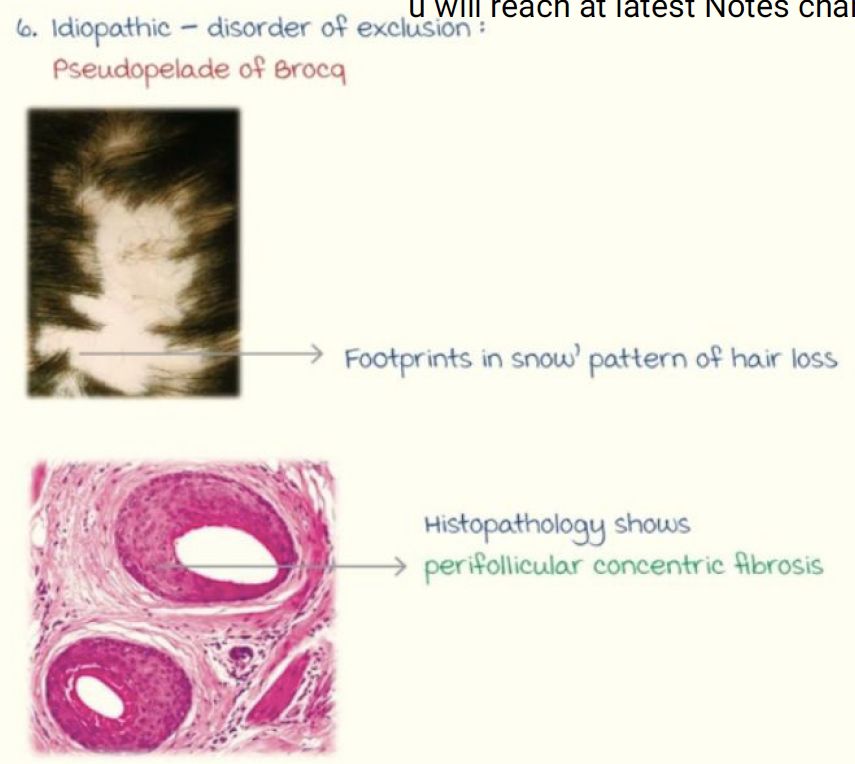 u will reach at latest Notes chan
6. Idiopathic – disorder of exclusion :
Pseudopelade of Brocq
Footprints in snow' pattern of hair loss
Histopathology shows
perifollicular concentric fibrosis